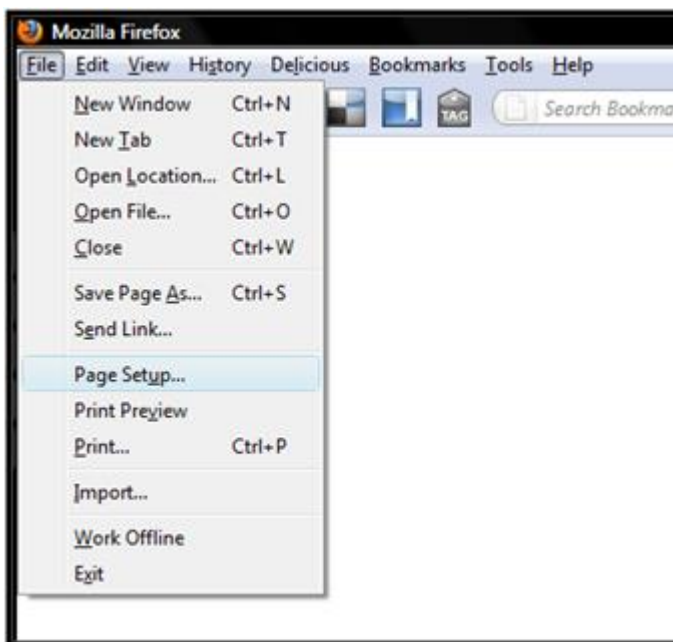 Mozilla Firefox
File Edit View History Delicious Bookmarks Tools Help
TAG Search Bookma
New Window Ctrl+N
New Tab Ctrl+T
Open Location... Ctrl+L
Open File... Ctrl+O
Close Ctrl+W
Save Page As... Ctrl+S
Send Link...
Page Setup...
Print Preview
Print... Ctrl+P
Import...
Work Offline
Exit